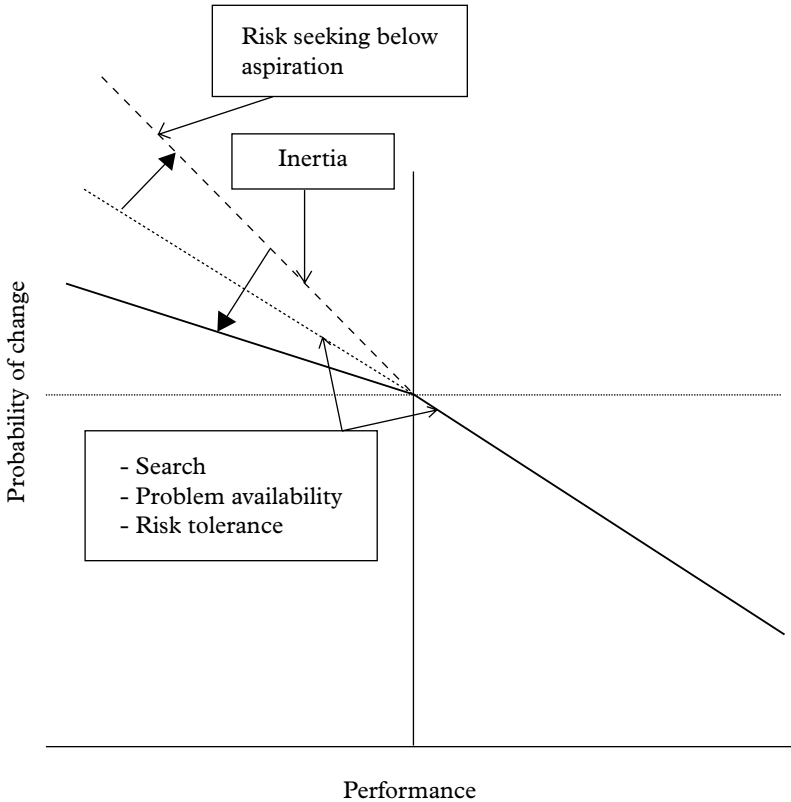 Risk seeking below
aspiration
Inertia
Probability of change
- Search
- Problem availability
- Risk tolerance
Performance